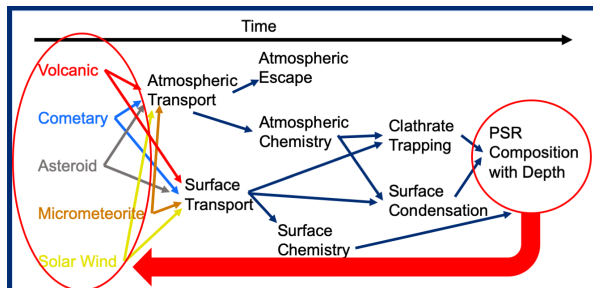 Time
Volcanic
Cometary
Asteroid
Micrometeorite
Solar Wind
Atmospheric
Transport
Surface
Transport
Atmospheric
Escape
Atmospheric
Chemistry
Surface
Chemistry
Clathrate
Trapping
Surface
Condensation
PSR
Composition
with Depth